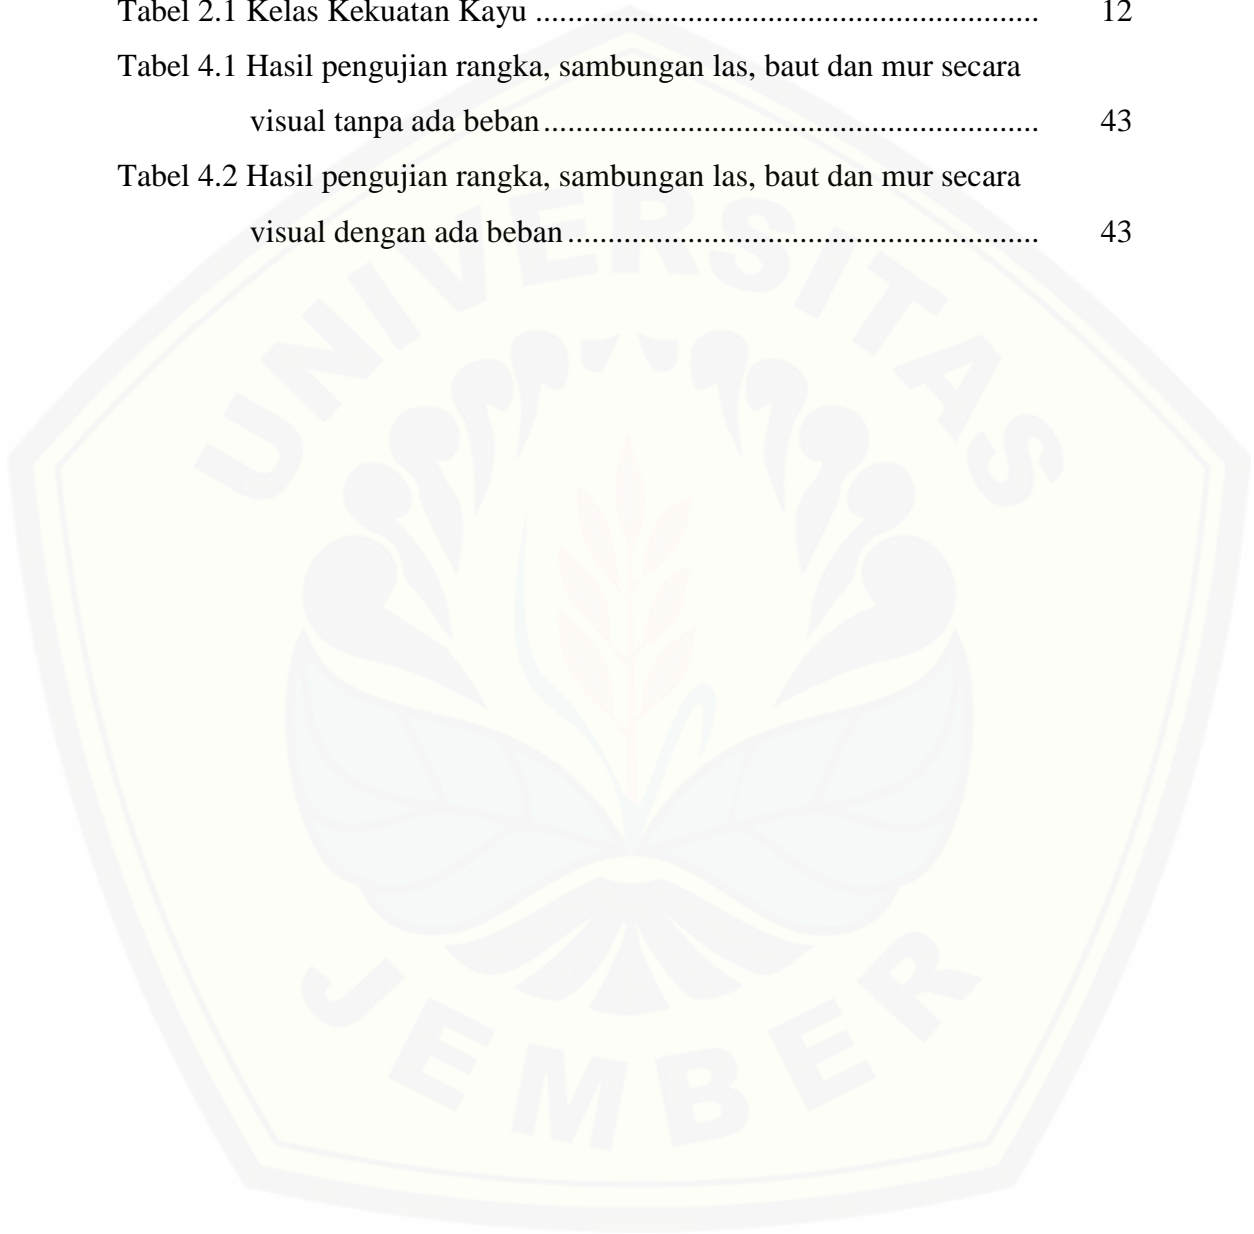 Tabel 2.1 Kelas Kekuatan Kayu ............................................................... 12
Tabel 4.1 Hasil pengujian rangka, sambungan las, baut dan mur secara
visual tanpa ada beban .............................................................. 43
Tabel 4.2 Hasil pengujian rangka, sambungan las, baut dan mur secara
visual dengan ada beban ........................................................... 43
UNIVERSITAS
JEMBER